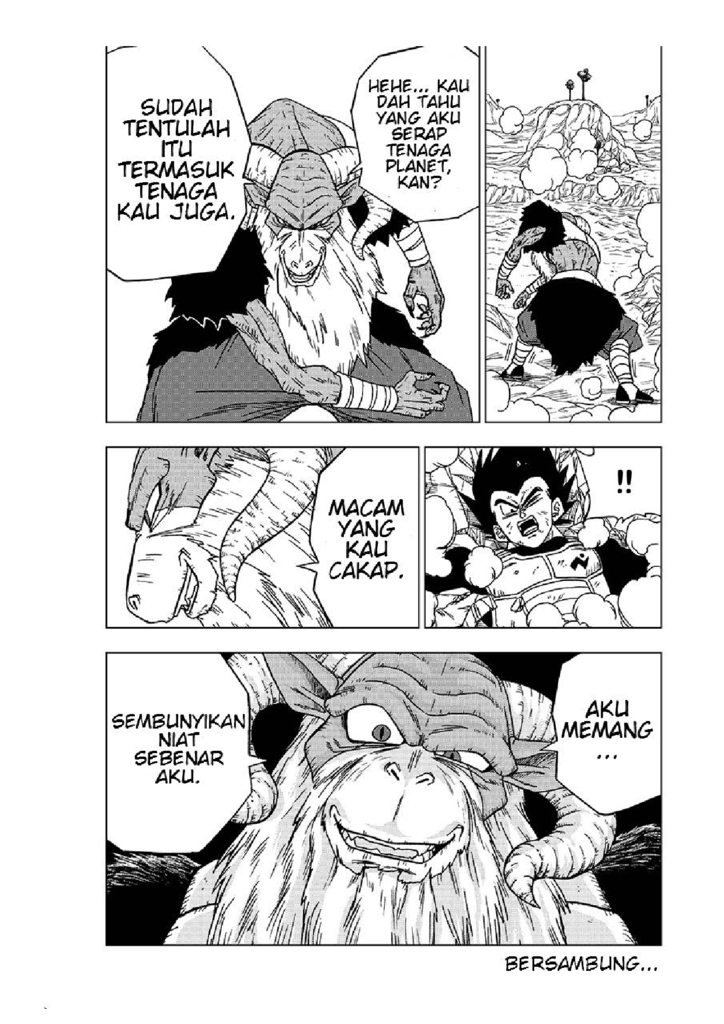 HEHE... KAU
DAH TAHU
YANG AKU
SERAP
TENAGA
PLANET,
KAN?
SUDAH
TENTULAH
ITU
TERMASUK
TENAGA
KAU JUGA.
!!
MACAM
YANG
KAU
CAKAP.
AKU
MEMANG
...
SEMBUNYIKAN
NIAT
SEBENAR
AKU.
BERSAMBUNG...